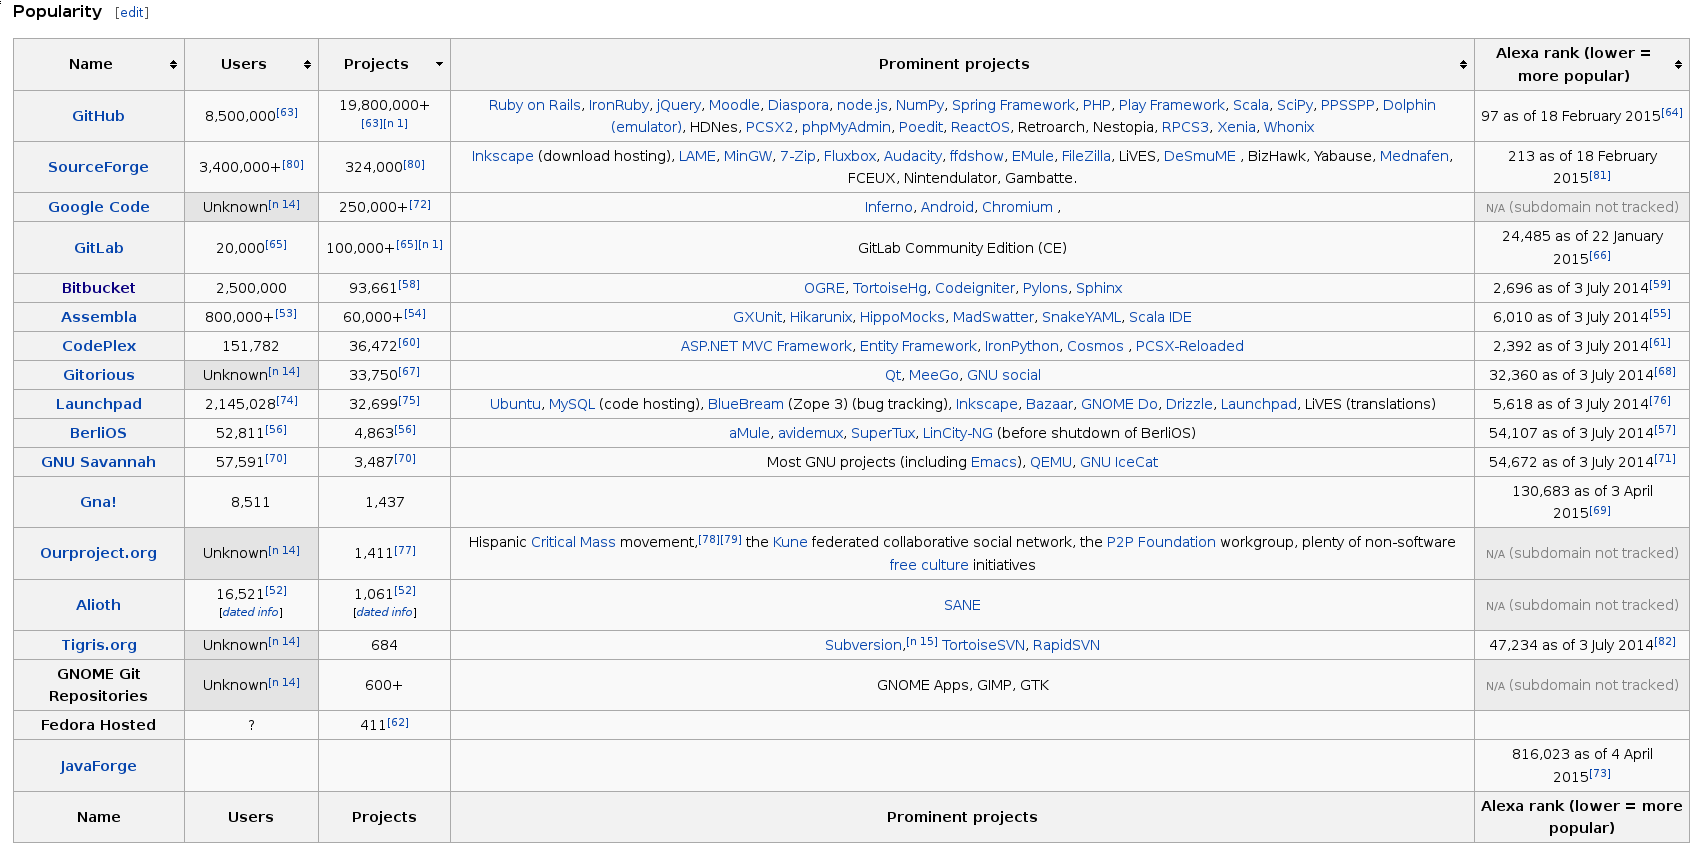 Popularity [edit]
Name Users Projects Prominent projects Alexa rank (lower =
more popular)
GitHub 8,500,000[63] 19,800,000+
[63][n 1] Ruby on Rails, IronRuby, jQuery, Moodle, Diaspora, node.js, NumPy, Spring Framework, PHP, Play Framework, Scala, SciPy, PPSSPP, Dolphin
(emulator), HDNes, PCSX2, phpMyAdmin, Poedit, ReactOS, Retroarch, Nestopia, RPCS3, Xenia, Whonix 97 as of 18 February 2015[64]
SourceForge 3,400,000+[80] 324,000[80] Inkscape (download hosting), LAME, MinGW, 7-Zip, Fluxbox, Audacity, ffdshow, EMule, FileZilla, LiVES, DeSmuME , BizHawk, Yabause, Mednafen,
FCEUX, Nintendulator, Gambatte. 213 as of 18 February
2015[81]
Google Code Unknown[n 14] 250,000+[72] Inferno, Android, Chromium , N/A (subdomain not tracked)
GitLab 20,000[65] 100,000+[65][n 1] GitLab Community Edition (CE) 24,485 as of 22 January
2015[66]
Bitbucket 2,500,000 93,661[58] OGRE, TortoiseHg, Codeigniter, Pylons, Sphinx 2,696 as of 3 July 2014[59]
Assembla 800,000+[53] 60,000+[54] GXUnit, Hikarunix, HippoMocks, MadSwatter, SnakeYAML, Scala IDE 6,010 as of 3 July 2014[55]
CodePlex 151,782 36,472[60] ASP.NET MVC Framework, Entity Framework, IronPython, Cosmos , PCSX-Reloaded 2,392 as of 3 July 2014[61]
Gitorious Unknown[n 14] 33,750[67] Qt, MeeGo, GNU social 32,360 as of 3 July 2014[68]
Launchpad 2,145,028[74] 32,699[75] Ubuntu, MySQL (code hosting), BlueBream (Zope 3) (bug tracking), Inkscape, Bazaar, GNOME Do, Drizzle, Launchpad, LiVES (translations) 5,618 as of 3 July 2014[76]
BerliOS 52,811[56] 4,863[56] aMule, avidemux, SuperTux, LinCity-NG (before shutdown of BerliOS) 54,107 as of 3 July 2014[57]
GNU Savannah 57,591[70] 3,487[70] Most GNU projects (including Emacs), QEMU, GNU IceCat 54,672 as of 3 July 2014[71]
Gna! 8,511 1,437 130,683 as of 3 April
2015[69]
Ourproject.org Unknown[n 14] 1,411[77] Hispanic Critical Mass movement,[78][79] the Kune federated collaborative social network, the P2P Foundation workgroup, plenty of non-software
free culture initiatives N/A (subdomain not tracked)
Alioth 16,521[52]
[dated info] 1,061[52]
[dated info] SANE N/A (subdomain not tracked)
Tigris.org Unknown[n 14] 684 Subversion,[n 15] TortoiseSVN, RapidSVN 47,234 as of 3 July 2014[82]
GNOME Git
Repositories Unknown[n 14] 600+ GNOME Apps, GIMP, GTK N/A (subdomain not tracked)
Fedora Hosted ? 411[62]
JavaForge 816,023 as of 4 April
2015[73]
Name Users Projects Prominent projects Alexa rank (lower = more
popular)